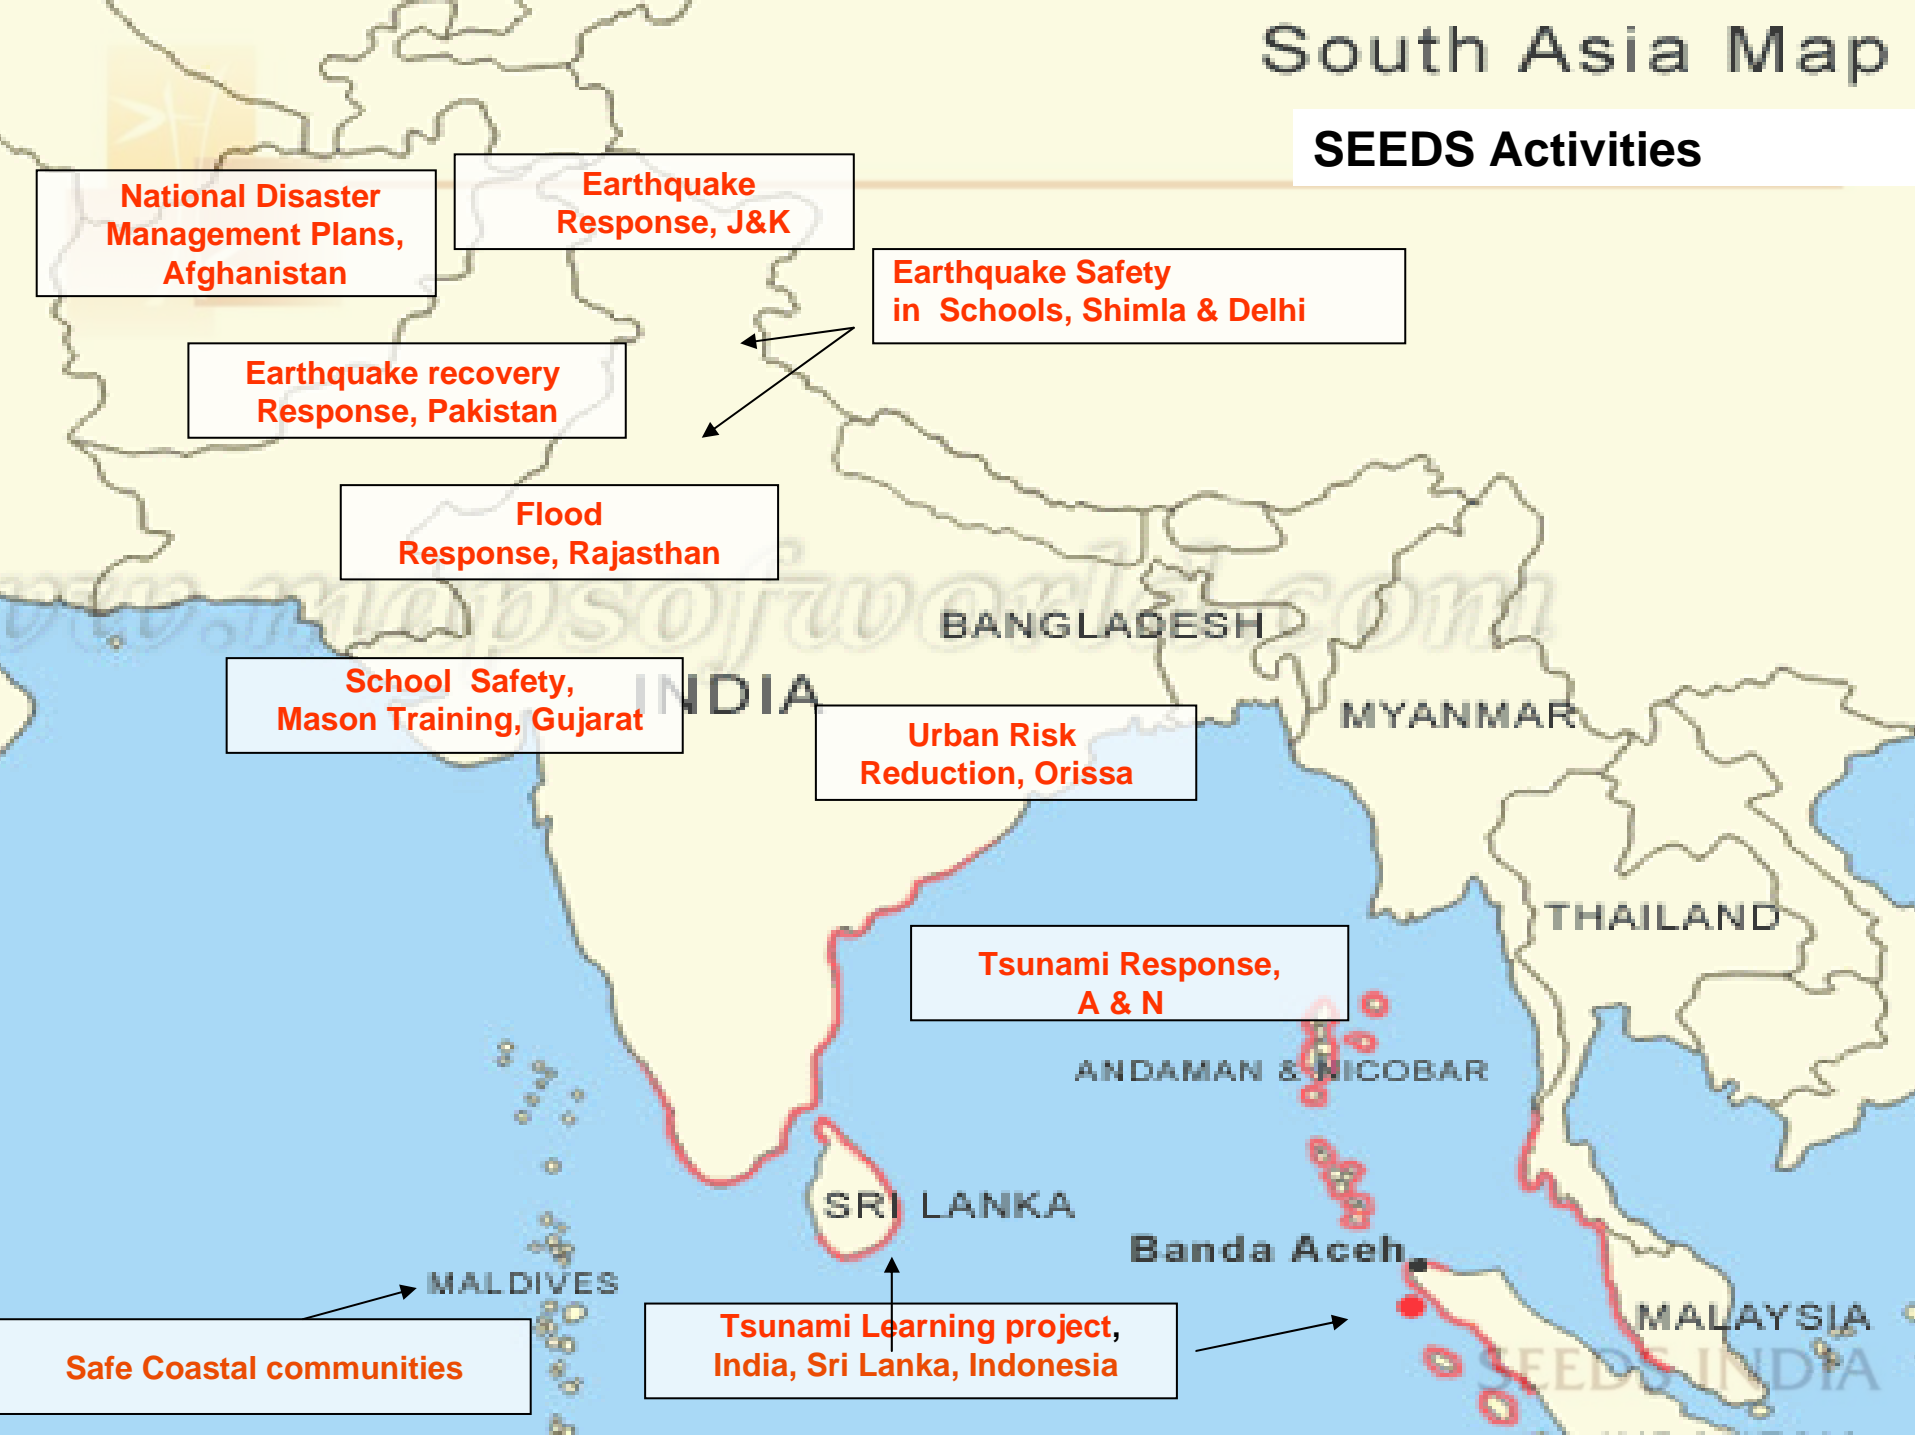 South Asia Map
SEEDS Activities
National Disaster
Management Plans,
Afghanistan
Earthquake
Response, J&K
Earthquake Safety
in Schools, Shimla & Delhi
Earthquake recovery
Response, Pakistan
Flood
Response, Rajasthan
www.mapsofworld.com
BANGLADESH
School Safety,
Mason Training, Gujarat
INDIA
MYANMAR
Urban Risk
Reduction, Orissa
THAILAND
Tsunami Response,
A & N
ANDAMAN & NICOBAR
SRI LANKA
Banda Aceh
MALDIVES
MALAYSIA
Safe Coastal communities
Tsunami Learning project,
India, Sri Lanka, Indonesia
SEEDS INDIA